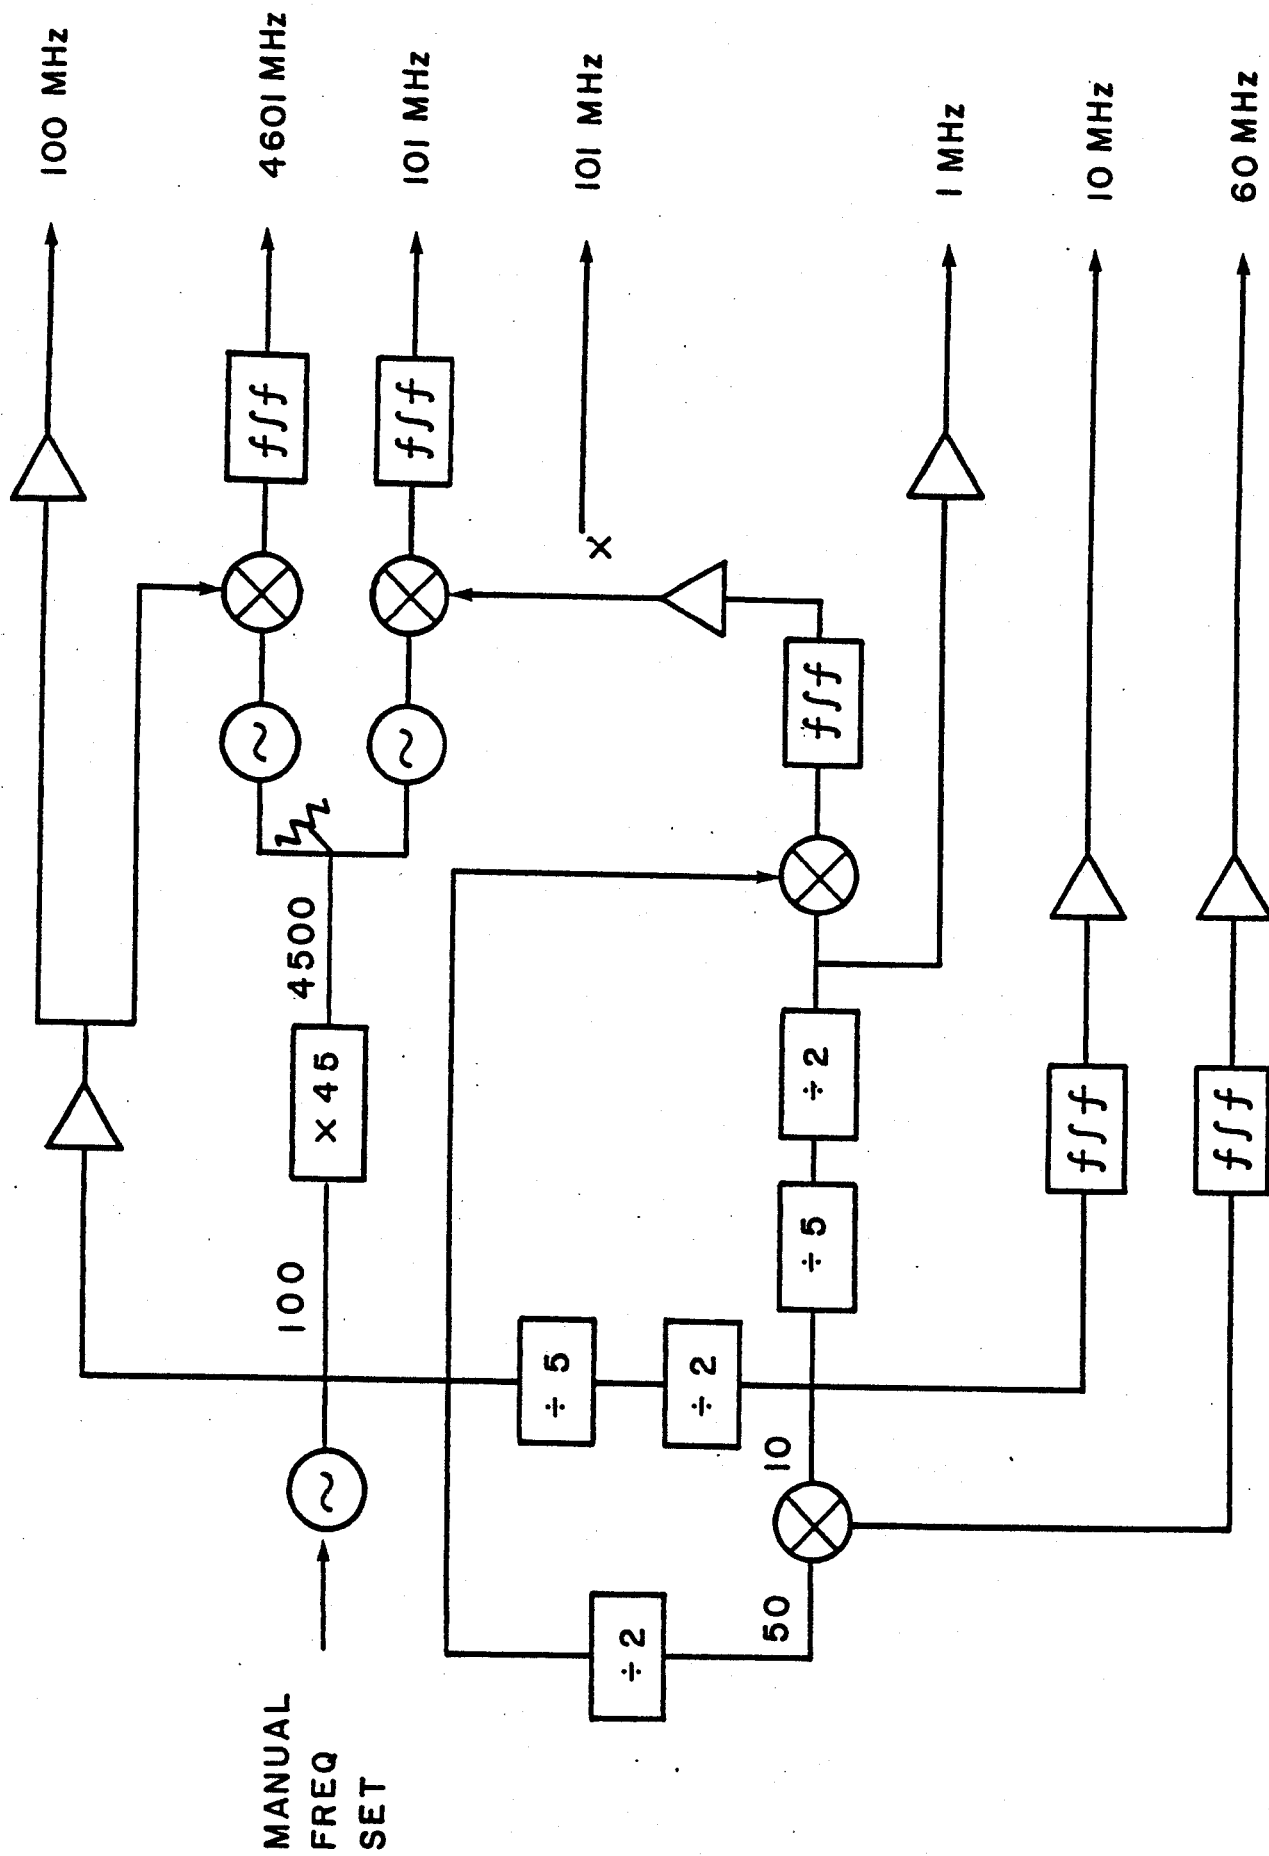 100 MHz
4601 MHz
101 MHz
101 MHz
1 MHz
10 MHz
60 MHz
f∫f
f∫f
X
4500
× 45
100
MANUAL
FREQ
SET
f∫f
÷ 2
÷ 5
÷ 5
÷ 2
10
50
÷ 2
f∫f
f∫f